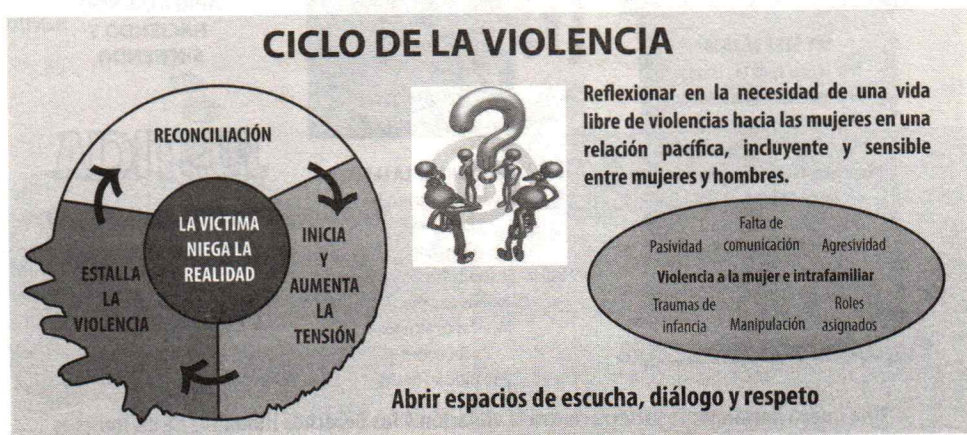 CICLO DE LA VIOLENCIA
RECONCILIACIÓN
LA VICTIMA
NIEGA LA
REALIDAD
INICIA
Y
AUMENTA
LA
TENSIÓN
ESTALLA
LA
VIOLENCIA
Reflexionar en la necesidad de una vida
libre de violencias hacia las mujeres en una
relación pacífica, incluyente y sensible
entre mujeres y hombres.
Falta de
Pasividad comunicación Agresividad
Violencia a la mujer e intrafamiliar
Traumas de Roles
infancia Manipulación asignados
Abrir espacios de escucha, diálogo y respeto